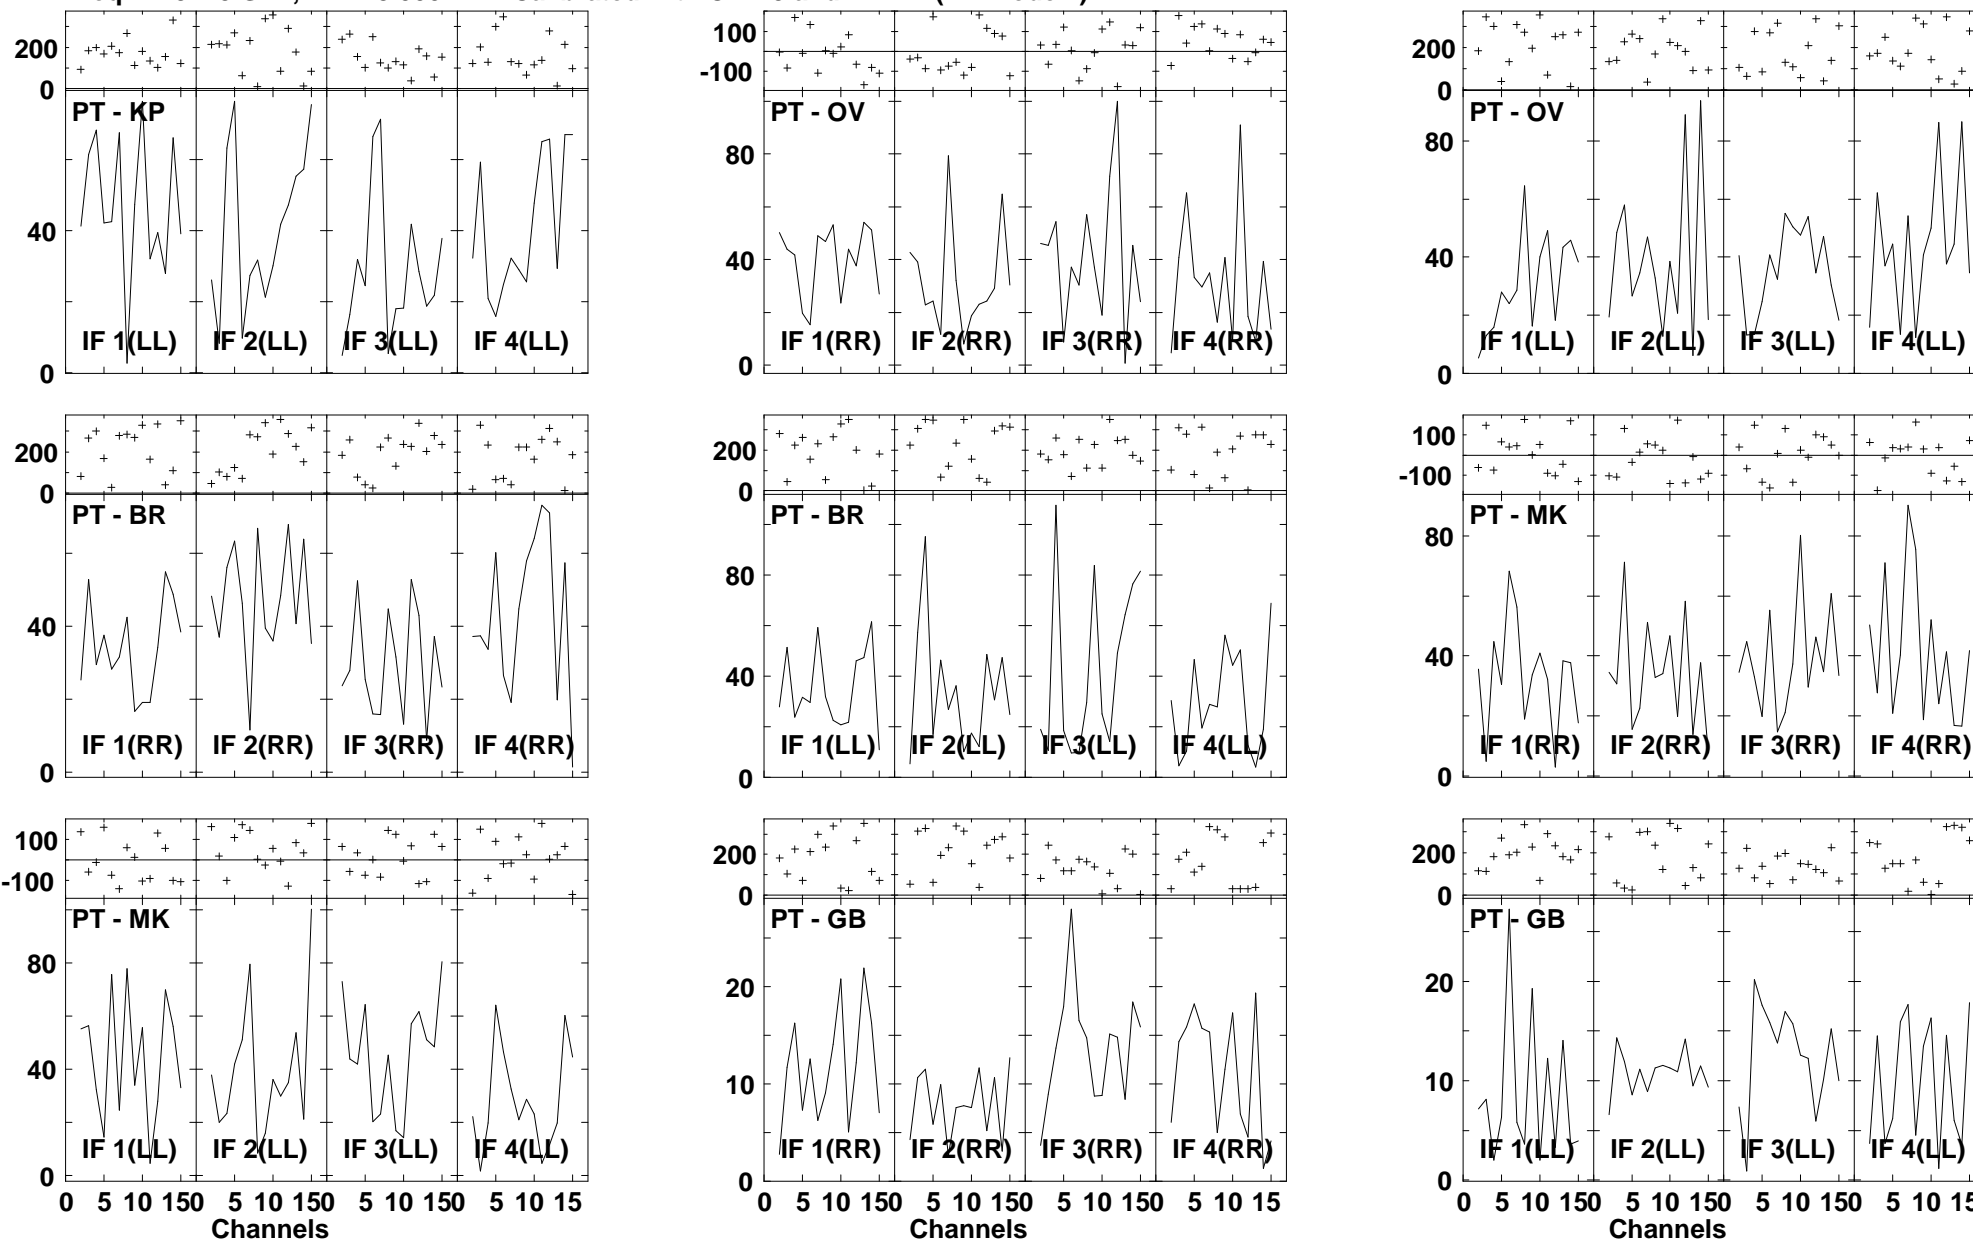 200
0
PT - KP
40
0
IF 1(LL) IF 2(LL) IF 3(LL) IF 4(LL)
100
-100
PT - OV
80
40
0
IF 1(RR) IF 2(RR) IF 3(RR) IF 4(RR)
200
0
PT - OV
80
40
0
IF 1(LL) IF 2(LL) IF 3(LL) IF 4(LL)
200
0
PT - BR
40
0
IF 1(RR) IF 2(RR) IF 3(RR) IF 4(RR)
200
0
PT - BR
80
40
0
IF 1(LL) IF 2(LL) IF 3(LL) IF 4(LL)
100
-100
PT - MK
80
40
0
IF 1(RR) IF 2(RR) IF 3(RR) IF 4(RR)
100
-100
PT - MK
80
40
0
IF 1(LL) IF 2(LL) IF 3(LL) IF 4(LL)
0 5 10 150 5 10 150 5 10 150 5 10 15
Channels
200
0
PT - GB
20
10
0
IF 1(RR) IF 2(RR) IF 3(RR) IF 4(RR)
0 5 10 150 5 10 150 5 10 150 5 10 15
Channels
200
0
PT - GB
20
10
0
IF 1(LL) IF 2(LL) IF 3(LL) IF 4(LL)
0 5 10 150 5 10 150 5 10 150 5 10
Channels